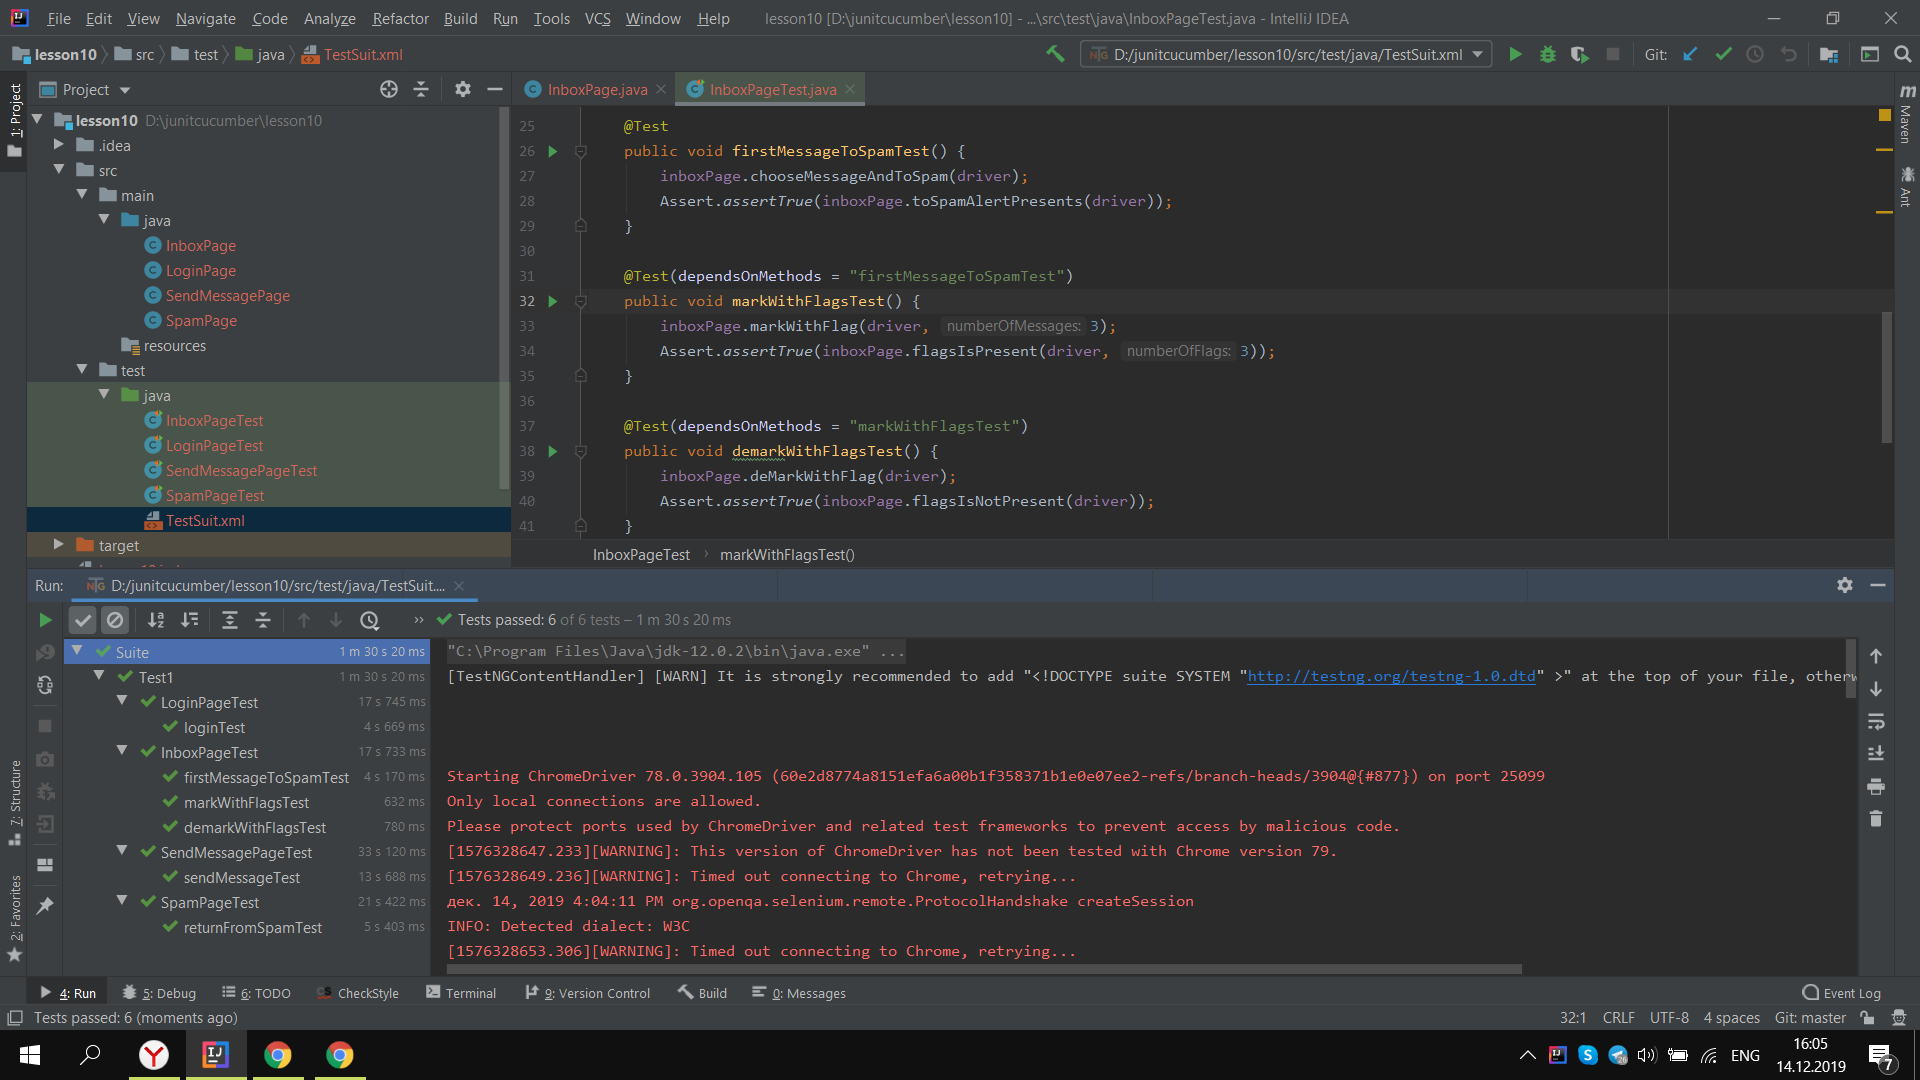 File Edit View Navigate Code Analyze Refactor Build Run Tools VCS Window Help lesson10 [D:\junitcucumber\lesson10] - ...\src\test\java\InboxPageTest.java - IntelliJ IDEA
lesson10 src test java TestSuit.xml D:/junitcucumber/lesson10/src/test/java/TestSuit.xml Git:
1: Project
Project
lesson10 D:\junitcucumber\lesson10
.idea
src
main
java
InboxPage
LoginPage
SendMessagePage
SpamPage
resources
test
java
InboxPageTest
LoginPageTest
SendMessagePageTest
SpamPageTest
TestSuit.xml
target
InboxPage.java InboxPageTest.java
25 @Test
26 public void firstMessageToSpamTest() {
27 inboxPage.chooseMessageAndToSpam(driver);
28 Assert.assertTrue(inboxPage.toSpamAlertPresents(driver));
29 }
30
31 @Test(dependsOnMethods = "firstMessageToSpamTest")
32 public void markWithFlagsTest() {
33 inboxPage.markWithFlag(driver, numberOfMessages: 3);
34 Assert.assertTrue(inboxPage.flagsIsPresent(driver, numberOfFlags: 3));
35 }
36
37 @Test(dependsOnMethods = "markWithFlagsTest")
38 public void demarkWithFlagsTest() {
39 inboxPage.deMarkWithFlag(driver);
40 Assert.assertTrue(inboxPage.flagsIsNotPresent(driver));
41 }
InboxPageTest markWithFlagsTest()
Maven
Ant
Run: D:/junitcucumber/lesson10/src/test/java/TestSuit....
Tests passed: 6 of 6 tests – 1 m 30 s 20 ms
Suite 1 m 30 s 20 ms
Test1 1 m 30 s 20 ms
LoginPageTest 17 s 745 ms
loginTest 4 s 669 ms
InboxPageTest 17 s 733 ms
firstMessageToSpamTest 4 s 170 ms
markWithFlagsTest 632 ms
demarkWithFlagsTest 780 ms
SendMessagePageTest 33 s 120 ms
sendMessageTest 13 s 688 ms
SpamPageTest 21 s 422 ms
returnFromSpamTest 5 s 403 ms
"C:\Program Files\Java\jdk-12.0.2\bin\java.exe" ...
[TestNGContentHandler] [WARN] It is strongly recommended to add "<!DOCTYPE suite SYSTEM "http://testng.org/testng-1.0.dtd" >" at the top of your file, otherw
Starting ChromeDriver 78.0.3904.105 (60e2d8774a8151efa6a00b1f358371b1e0e07ee2-refs/branch-heads/3904@{#877}) on port 25099
Only local connections are allowed.
Please protect ports used by ChromeDriver and related test frameworks to prevent access by malicious code.
[1576328647.233][WARNING]: This version of ChromeDriver has not been tested with Chrome version 79.
[1576328649.236][WARNING]: Timed out connecting to Chrome, retrying...
дек. 14, 2019 4:04:11 PM org.openqa.selenium.remote.ProtocolHandshake createSession
INFO: Detected dialect: W3C
[1576328653.306][WARNING]: Timed out connecting to Chrome, retrying...
7: Structure
2: Favorites
4: Run 5: Debug 6: TODO CheckStyle Terminal 9: Version Control Build 0: Messages Event Log
Tests passed: 6 (moments ago) 32:1 CRLF UTF-8 4 spaces Git: master
ENG
16:05
14.12.2019
7